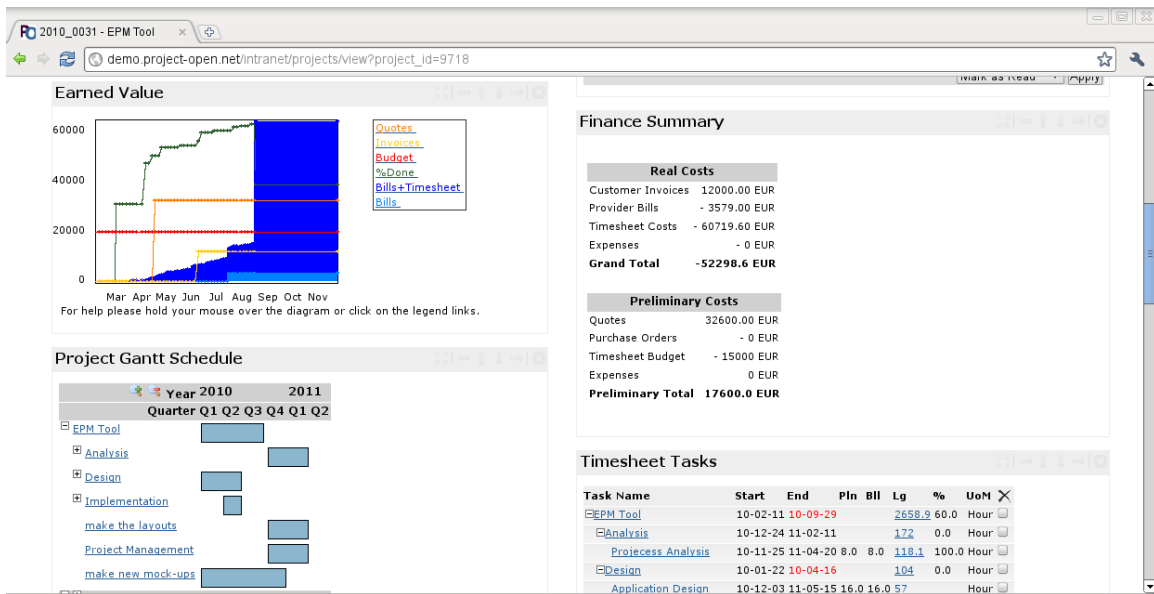 2010_0031 - EPM Tool
demo.project-open.net/intranet/projects/view?project_id=9718
Earned Value
60000
40000
20000
0
Mar Apr May Jun Jul Aug Sep Oct Nov
Quotes
Invoices
Budget
%Done
Bills+Timesheet
Bills
For help please hold your mouse over the diagram or click on the legend links.
Project Gantt Schedule
Year 2010 2011
Quarter Q1 Q2 Q3 Q4 Q1 Q2
EPM Tool
Analysis
Design
Implementation
make the layouts
Project Management
make new mock-ups
Mark as Read Apply
Finance Summary
Real Costs
Customer Invoices 12000.00 EUR
Provider Bills - 3579.00 EUR
Timesheet Costs - 60719.60 EUR
Expenses - 0 EUR
Grand Total -52298.6 EUR
Preliminary Costs
Quotes 32600.00 EUR
Purchase Orders - 0 EUR
Timesheet Budget - 15000 EUR
Expenses 0 EUR
Preliminary Total 17600.0 EUR
Timesheet Tasks
Task Name Start End Pln Bll Lg % UoM
EPM Tool 10-02-11 10-09-29 2658.9 60.0 Hour
Analysis 10-12-24 11-02-11 172 0.0 Hour
Projecess Analysis 10-11-25 11-04-20 8.0 8.0 118.1 100.0 Hour
Design 10-01-22 10-04-16 104 0.0 Hour
Application Design 10-12-03 11-05-15 16.0 16.0 57 Hour